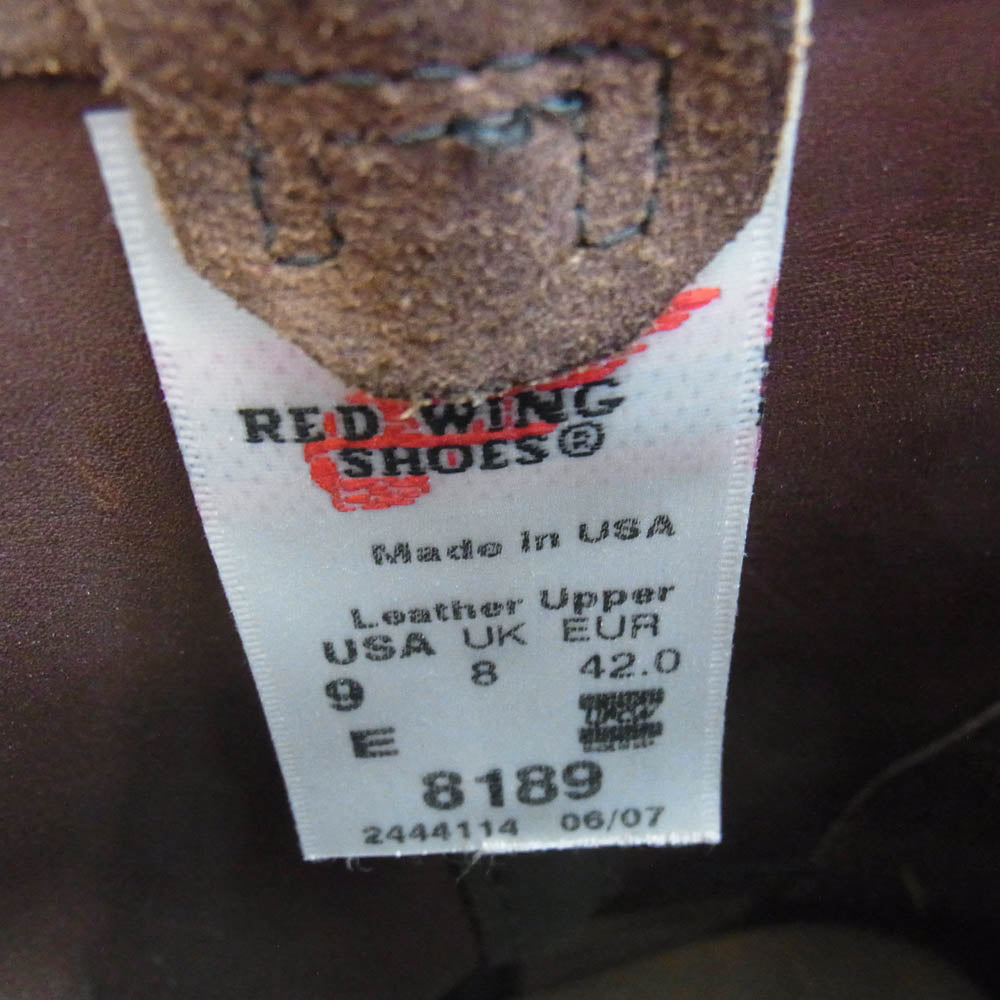 RED WING
SHOES®
Made in USA
Leather Upper
USA UK EUR
9 8 42.0
E
8189
2444114 06/07